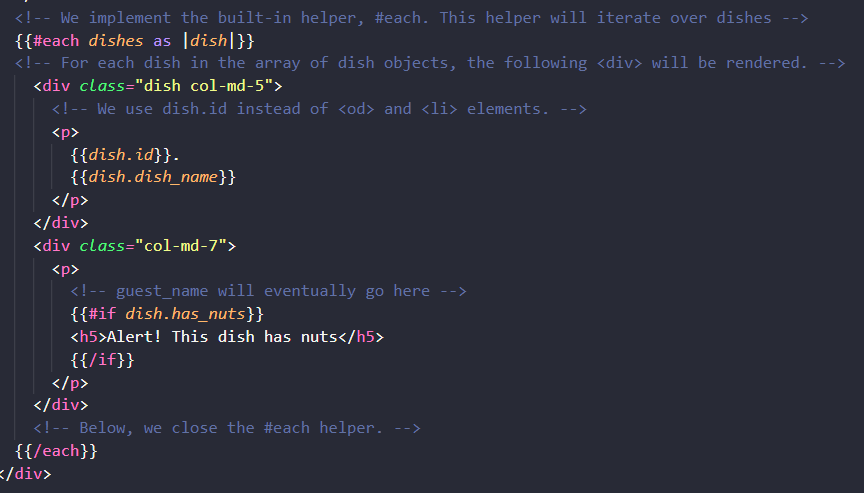 <!-- We implement the built-in helper, #each. This helper will iterate over dishes -->
{{#each dishes as |dish|}}
<!-- For each dish in the array of dish objects, the following <div> will be rendered. -->
<div class="dish col-md-5">
<!-- We use dish.id instead of <od> and <li> elements. -->
<p>
{{dish.id}}.
{{dish.dish_name}}
</p>
</div>
<div class="col-md-7">
<p>
<!-- guest_name will eventually go here -->
{{#if dish.has_nuts}}
<h5>Alert! This dish has nuts</h5>
{{/if}}
</p>
</div>
<!-- Below, we close the #each helper. -->
{{/each}}
</div>